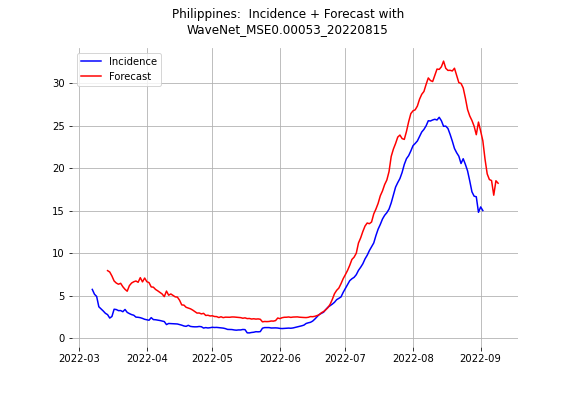 Philippines:  Incidence + Forecast with
WaveNet_MSE0.00053_20220815
Incidence
Forecast
30
25
20
15
10
5
0
2022-03 2022-04 2022-05 2022-06 2022-07 2022-08 2022-09